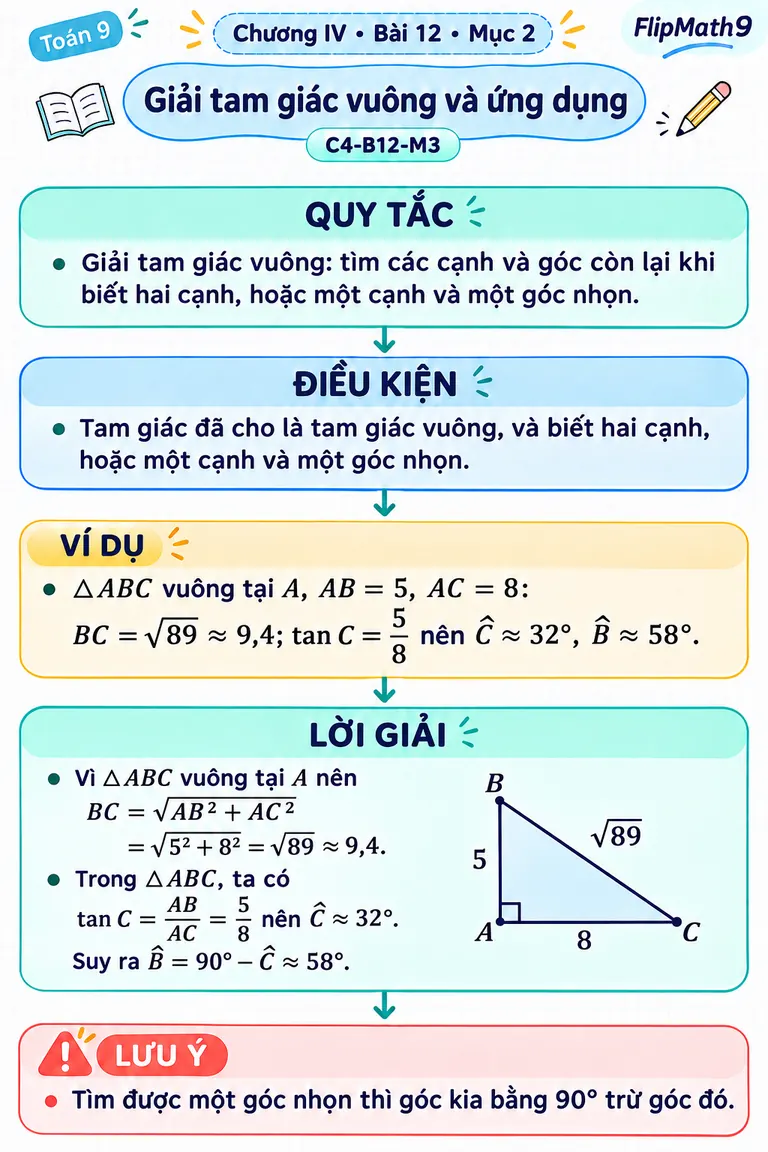 Toán 9
Chương IV • Bài 12 • Mục 2
FlipMath9
Giải tam giác vuông và ứng dụng
C4-B12-M3
QUY TẮC
• Giải tam giác vuông: tìm các cạnh và góc còn lại khi
biết hai cạnh, hoặc một cạnh và một góc nhọn.
ĐIỀU KIỆN
• Tam giác đã cho là tam giác vuông, và biết hai cạnh,
hoặc một cạnh và một góc nhọn.
VÍ DỤ
• △ABC vuông tại A, AB = 5, AC = 8:
BC = √89 ≈ 9,4; tan C = 5/8 nên Ĉ ≈ 32°, B̂ ≈ 58°.
LỜI GIẢI
• Vì △ABC vuông tại A nên
BC = √(AB² + AC²)
= √(5² + 8²) = √89 ≈ 9,4.
• Trong △ABC, ta có
tan C = AB/AC = 5/8 nên Ĉ ≈ 32°.
Suy ra B̂ = 90° − Ĉ ≈ 58°.
B
√89
5
A
8
C
! LƯU Ý
• Tìm được một góc nhọn thì góc kia bằng 90° trừ góc đó.